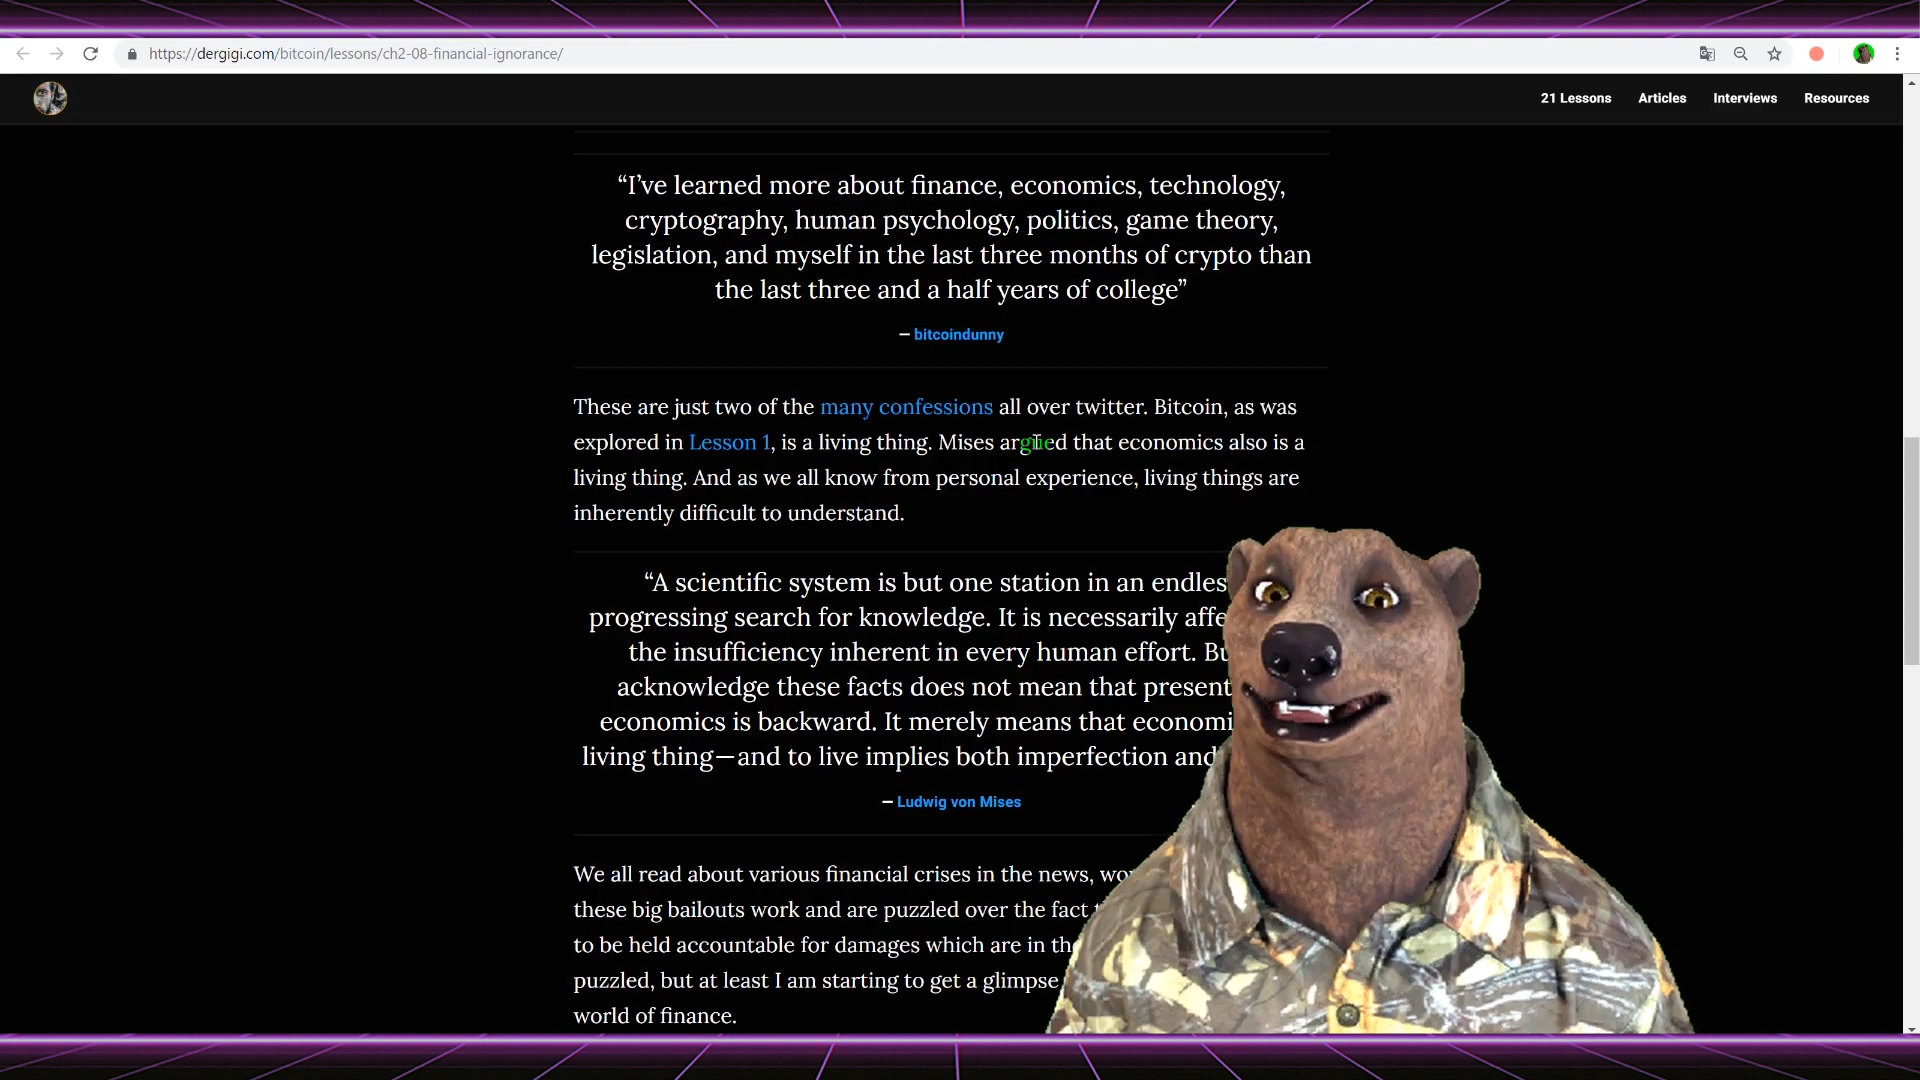 https://dergigi.com/bitcoin/lessons/ch2-08-financial-ignorance/
21 Lessons Articles Interviews Resources
“I’ve learned more about finance, economics, technology,
cryptography, human psychology, politics, game theory,
legislation, and myself in the last three months of crypto than
the last three and a half years of college”
— bitcoindunny
These are just two of the many confessions all over twitter. Bitcoin, as was
explored in Lesson 1, is a living thing. Mises argued that economics also is a
living thing. And as we all know from personal experience, living things are
inherently difficult to understand.
“A scientific system is but one station in an
progressing search for knowledge. It is necessarily
the insufficiency inherent in every human effort.
acknowledge these facts does not mean that present
economics is backward. It merely means that
living thing—and to live implies both imperfection and
— Ludwig von Mises
We all read about various financial crises in the news,
these big bailouts work and are puzzled over the fact
to be held accountable for damages which are in
puzzled, but at least I am starting to get a glimpse
world of finance.